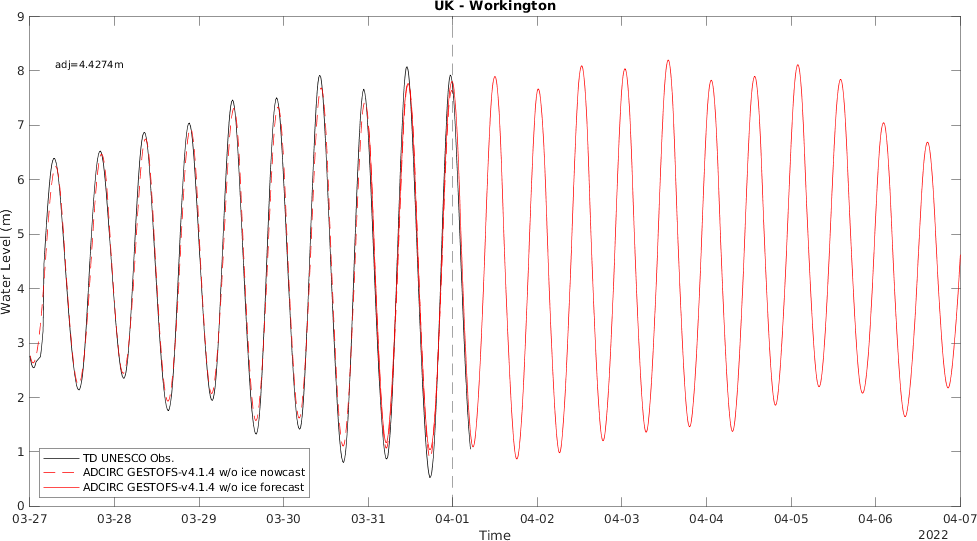 UK - Workington
9
adj=4.4274m
8
7
6
5
4
3
2
1
0
Water Level (m)
TD UNESCO Obs.
ADCIRC GESTOFS-v4.1.4 w/o ice nowcast
ADCIRC GESTOFS-v4.1.4 w/o ice forecast
03-27 03-28 03-29 03-30 03-31 04-01 04-02 04-03 04-04 04-05 04-06 04-07
Time
2022